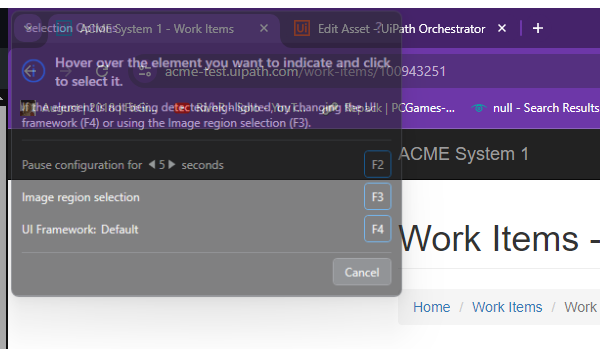 Selection Options
ACME System 1 - Work Items
Edit Asset - UiPath Orchestrator
Hover over the element you want to indicate and click
to select it.
acme-test.uipath.com/work-items/100943251
If the element is not being detected/highlighted, try changing the UI
framework (F4) or using the Image region selection (F3).
Games-...
null - Search Results
Pause configuration for 5 seconds
F2
ACME System 1
Image region selection
F3
UI Framework: Default
F4
Work Items -
Cancel
Home / Work Items / Work